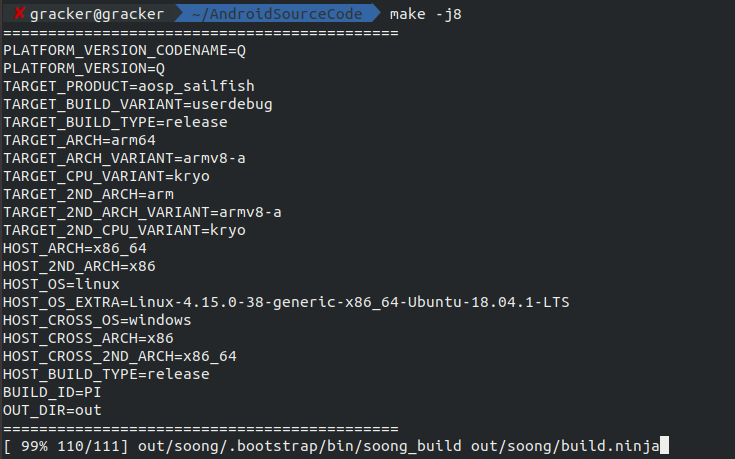 ✘ gracker@gracker ~/AndroidSourceCode make -j8
============================================
PLATFORM_VERSION_CODENAME=Q
PLATFORM_VERSION=Q
TARGET_PRODUCT=aosp_sailfish
TARGET_BUILD_VARIANT=userdebug
TARGET_BUILD_TYPE=release
TARGET_ARCH=arm64
TARGET_ARCH_VARIANT=armv8-a
TARGET_CPU_VARIANT=kryo
TARGET_2ND_ARCH=arm
TARGET_2ND_ARCH_VARIANT=armv8-a
TARGET_2ND_CPU_VARIANT=kryo
HOST_ARCH=x86_64
HOST_2ND_ARCH=x86
HOST_OS=linux
HOST_OS_EXTRA=Linux-4.15.0-38-generic-x86_64-Ubuntu-18.04.1-LTS
HOST_CROSS_OS=windows
HOST_CROSS_ARCH=x86
HOST_CROSS_2ND_ARCH=x86_64
HOST_BUILD_TYPE=release
BUILD_ID=PI
OUT_DIR=out
============================================
[ 99% 110/111] out/soong/.bootstrap/bin/soong_build out/soong/build.ninja